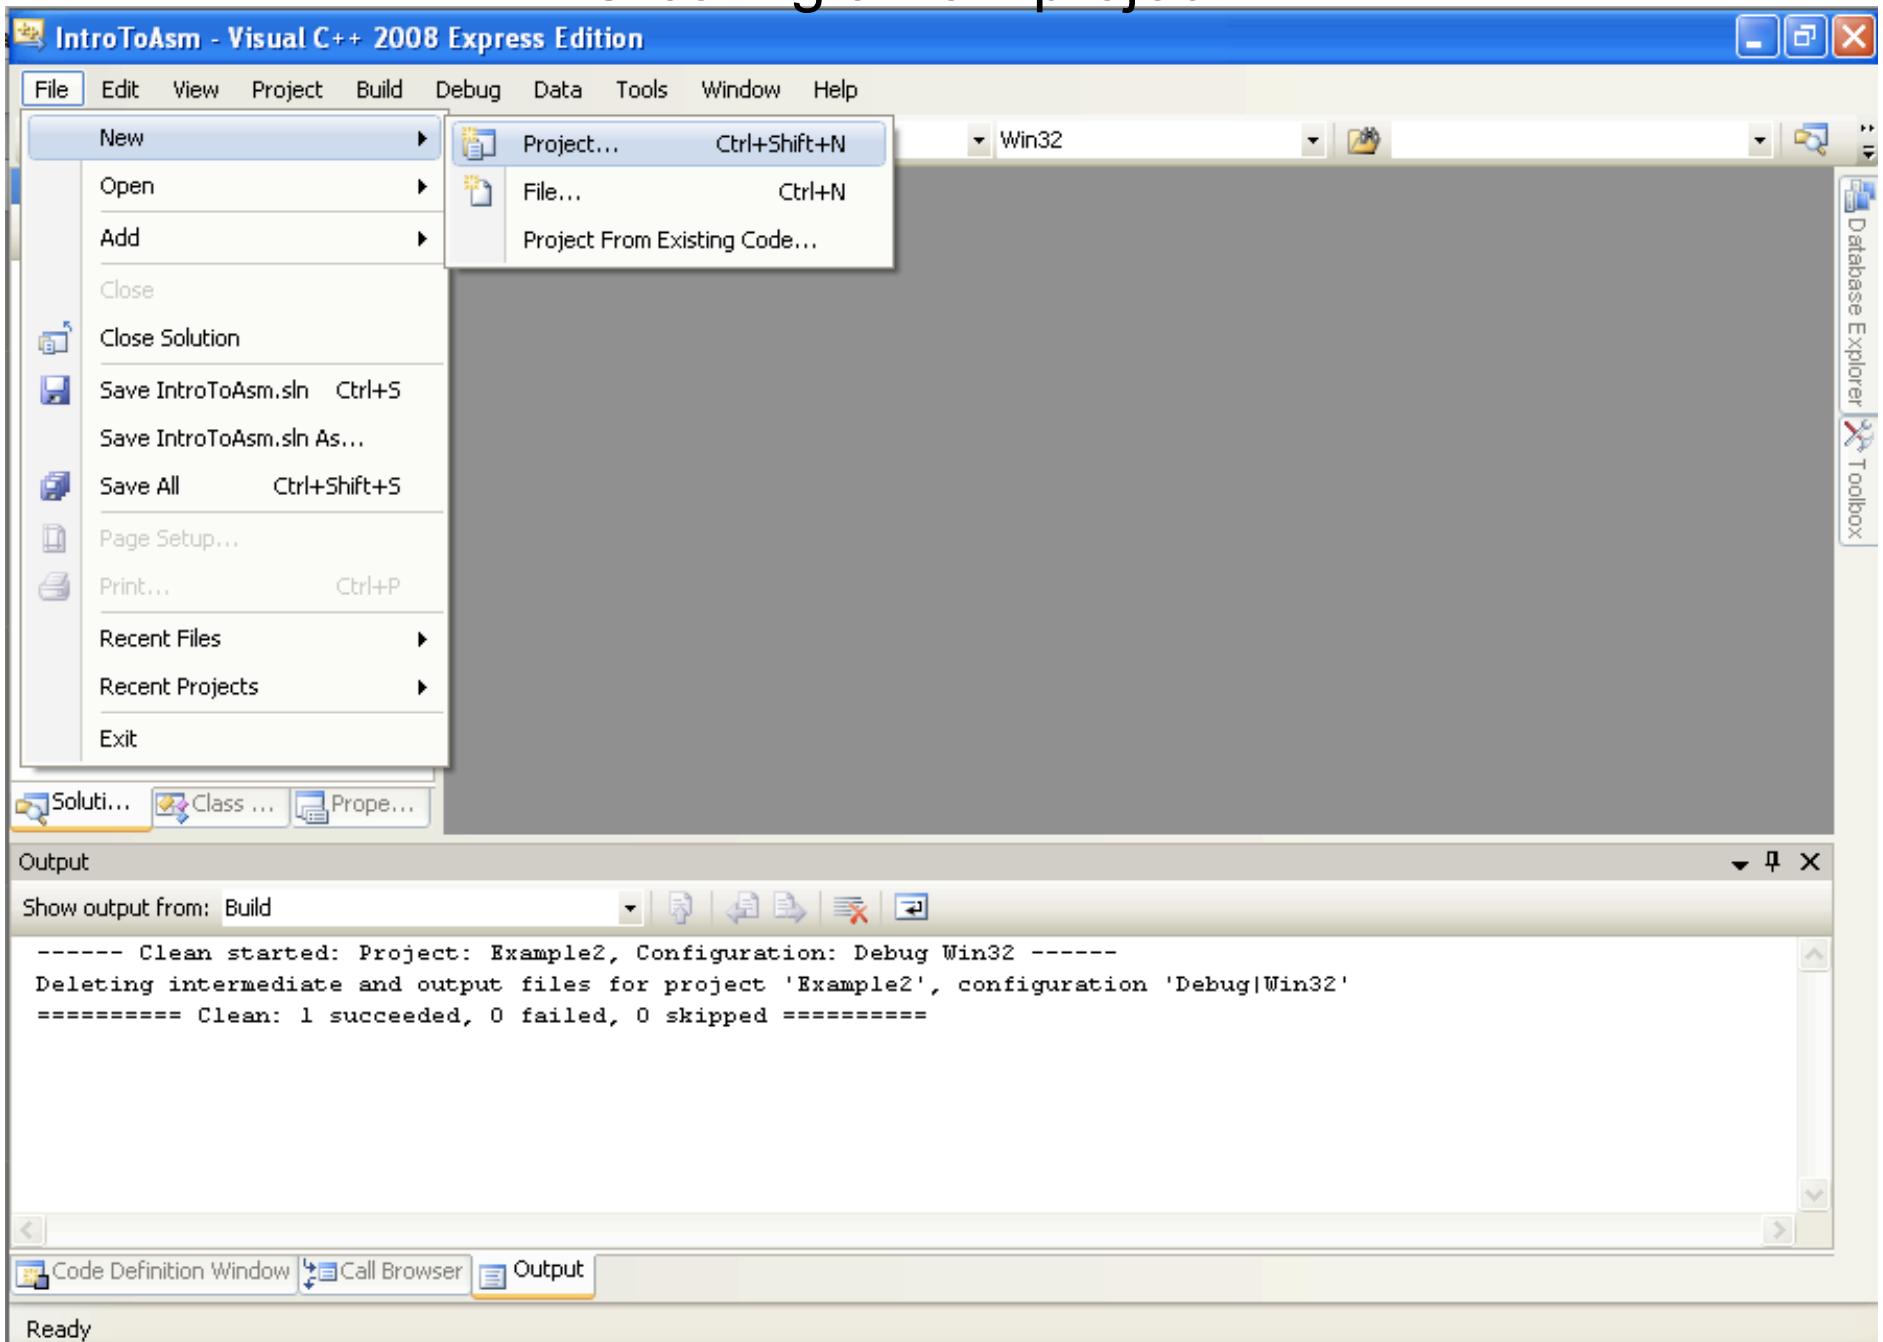 IntroToAsm - Visual C++ 2008 Express Edition
File Edit View Project Build Debug Data Tools Window Help
New
Project... Ctrl+Shift+N
Win32
Open
File... Ctrl+N
Add
Project From Existing Code...
Close
Close Solution
Save IntroToAsm.sln Ctrl+S
Save IntroToAsm.sln As...
Save All Ctrl+Shift+S
Page Setup...
Print... Ctrl+P
Recent Files
Recent Projects
Exit
Database Explorer
Toolbox
Soluti... Class ... Prope...
Output
Show output from: Build
------ Clean started: Project: Example2, Configuration: Debug Win32 ------
Deleting intermediate and output files for project 'Example2', configuration 'Debug|Win32'
========== Clean: 1 succeeded, 0 failed, 0 skipped ==========
Code Definition Window Call Browser Output
Ready